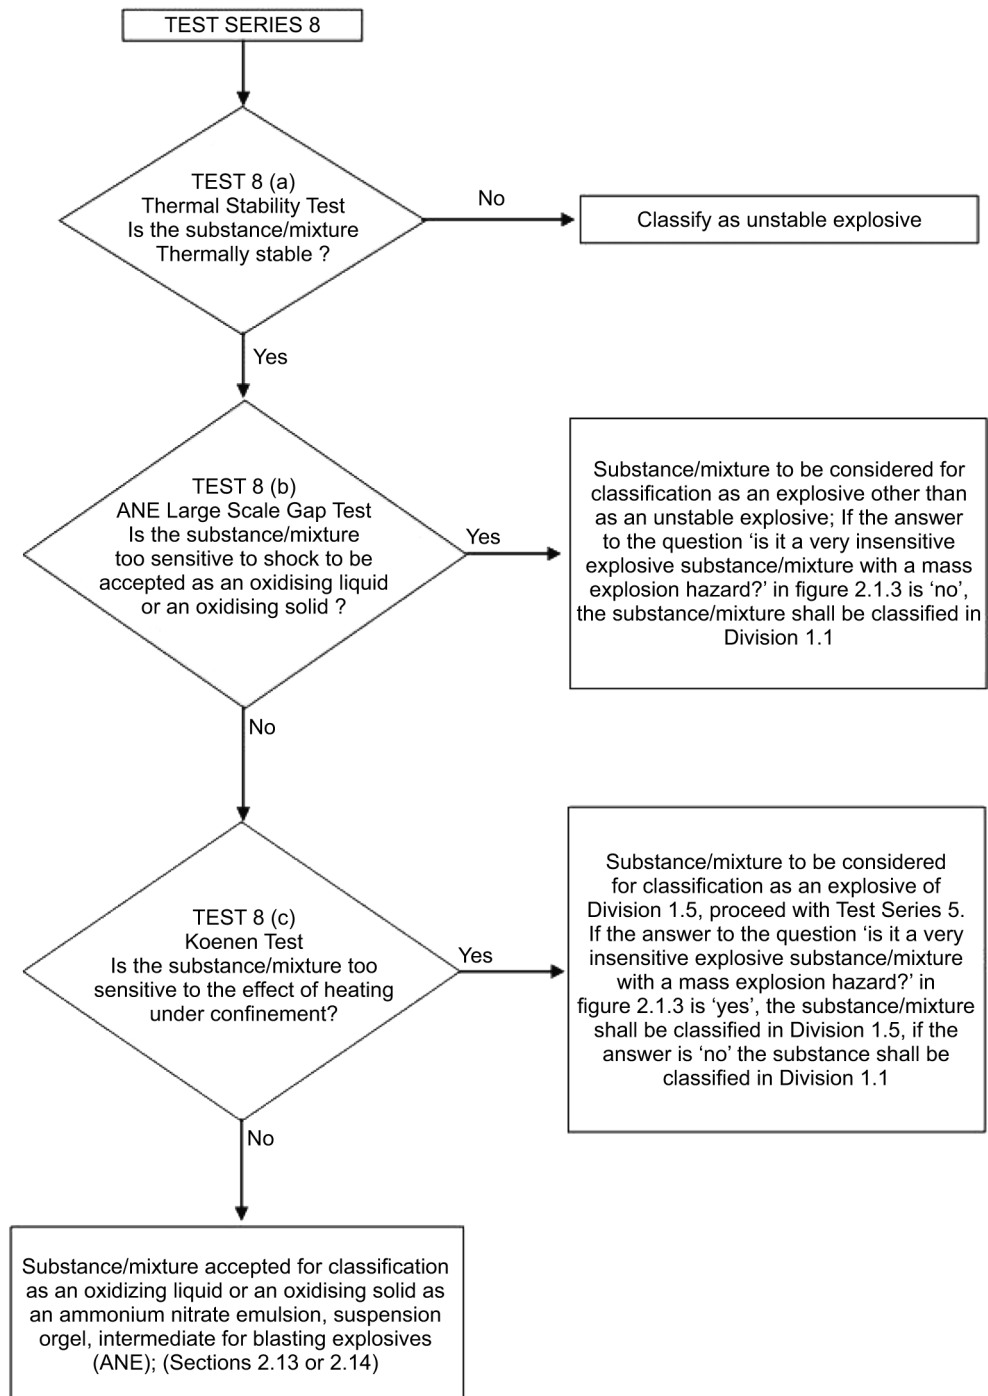 TEST SERIES 8
TEST 8 (a)
Thermal Stability Test
Is the substance/mixture
Thermally stable ?
No
Classify as unstable explosive
Yes
TEST 8 (b)
ANE Large Scale Gap Test
Is the substance/mixture
too sensitive to shock to be
accepted as an oxidising liquid
or an oxidising solid ?
Yes
Substance/mixture to be considered for
classification as an explosive other than
as an unstable explosive; If the answer
to the question ‘is it a very insensitive
explosive substance/mixture with a mass
explosion hazard?’ in figure 2.1.3 is ‘no’,
the substance/mixture shall be classified in
Division 1.1
No
TEST 8 (c)
Koenen Test
Is the substance/mixture too
sensitive to the effect of heating
under confinement?
Yes
Substance/mixture to be considered
for classification as an explosive of
Division 1.5, proceed with Test Series 5.
If the answer to the question ‘is it a very
insensitive explosive substance/mixture
with a mass explosion hazard?’ in
figure 2.1.3 is ‘yes’, the substance/mixture
shall be classified in Division 1.5, if the
answer is ‘no’ the substance shall be
classified in Division 1.1
No
Substance/mixture accepted for classification
as an oxidizing liquid or an oxidising solid as
an ammonium nitrate emulsion, suspension
orgel, intermediate for blasting explosives
(ANE); (Sections 2.13 or 2.14)